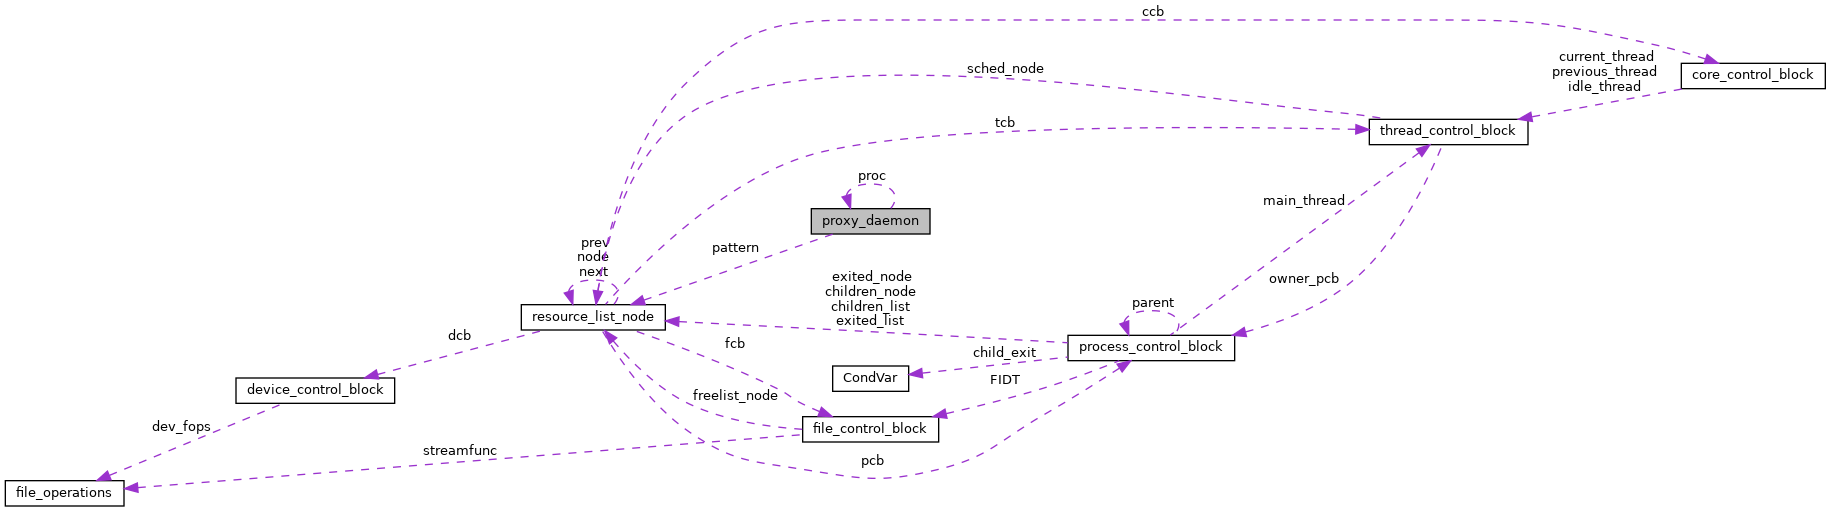 ccb
current_thread
previous_thread
idle_thread
core_control_block
sched_node
tcb
thread_control_block
proc
proxy_daemon
main_thread
prev
node
next
pattern
exited_node
children_node
children_list
exited_list
owner_pcb
parent
resource_list_node
dcb
fcb
child_exit
process_control_block
device_control_block
CondVar
FIDT
freelist_node
dev_fops
file_control_block
streamfunc
pcb
file_operations